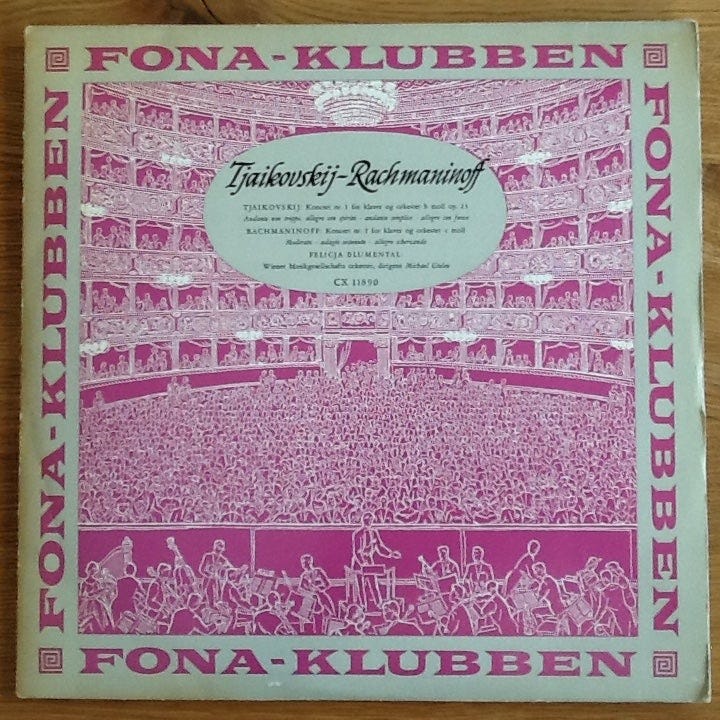 FONA-KLUBBEN
Tjaikovskij-Rachmaninoff
TJAIKOVSKIJ: Koncert nr. 1 for klaver og orkester b moll op. 23
Andante non troppo, allegro con spirito - andante semplice - allegro con fuoco
RACHMANINOFF: Koncert nr. 1 for klaver og orkester c moll
Moderato - adagio sostenuto - allegro scherzando
FELICJA BLUMENTAL
Wiener Musikgesellschafts orkester, dirigent Michael Gielen
CX 11890
FONA-KLUBBEN
FONA-KLUBBEN
FONA-KLUBBEN